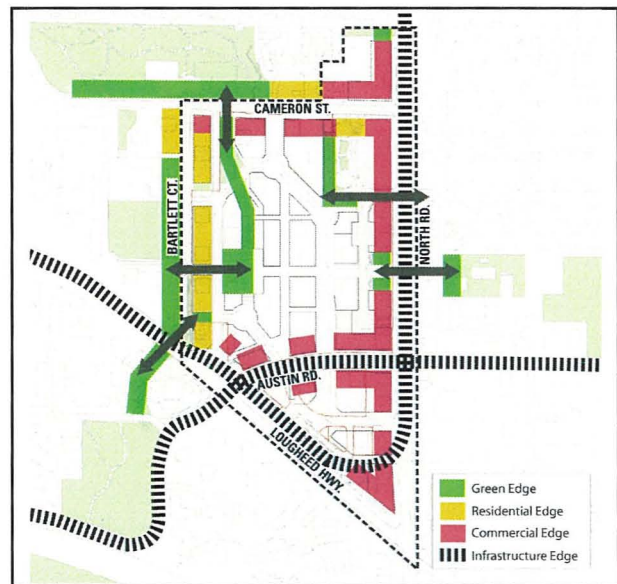 CAMERON ST.
BARTLETT CT.
NORTH RD.
AUSTIN RD.
LOUGHEED HWY.
Green Edge
Residential Edge
Commercial Edge
Infrastructure Edge